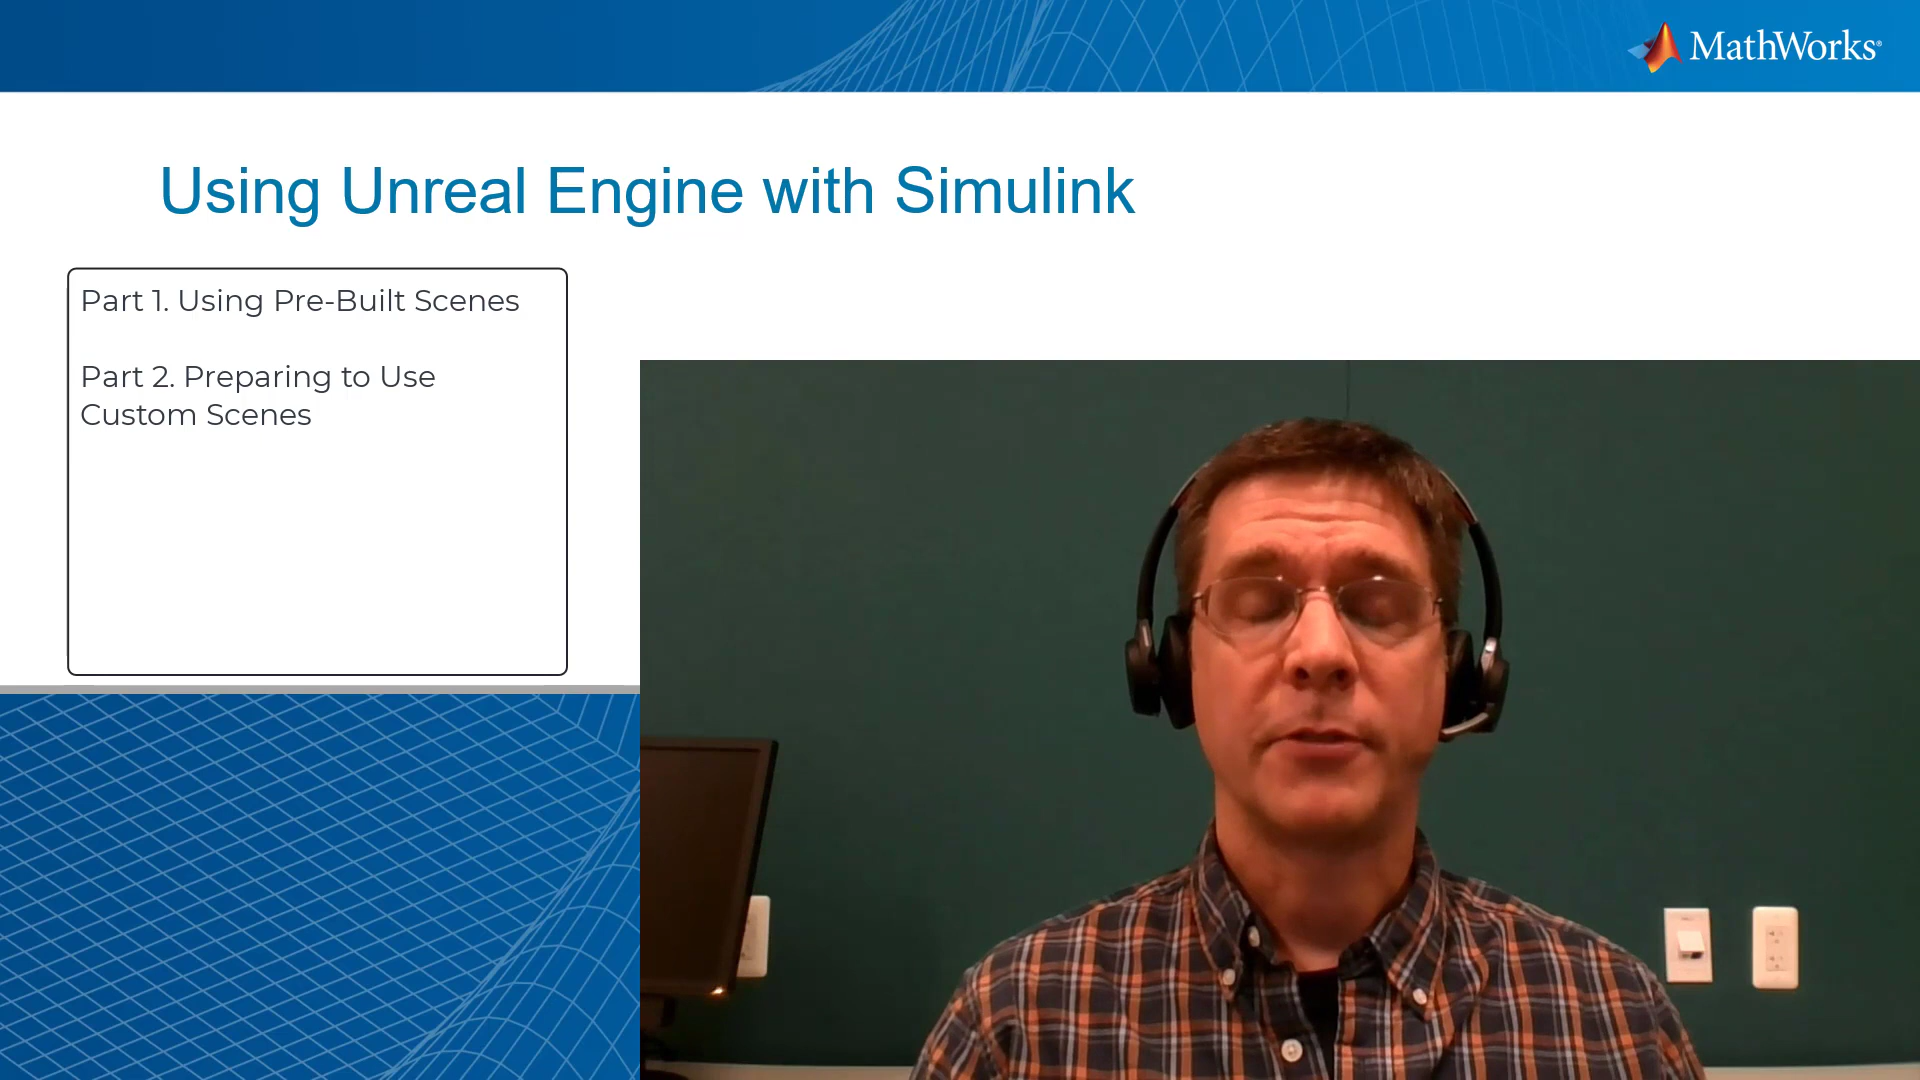 MathWorks®
Using Unreal Engine with Simulink
Part 1. Using Pre-Built Scenes
Part 2. Preparing to Use
Custom Scenes